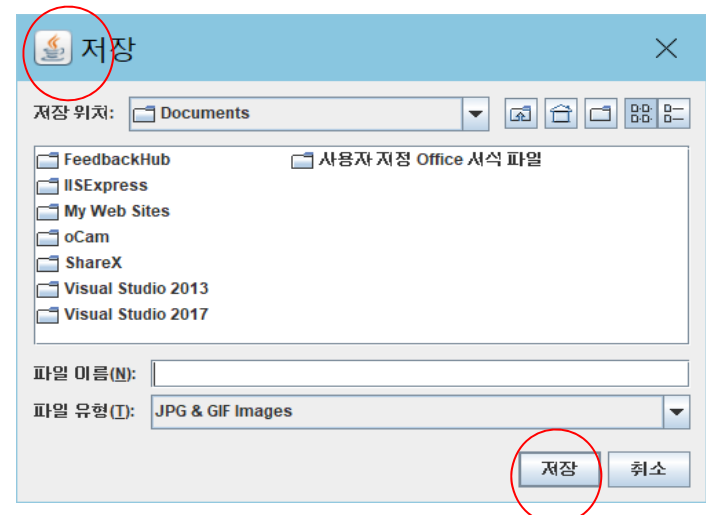 저장
저장 위치: Documents
FeedbackHub
IISExpress
My Web Sites
oCam
ShareX
Visual Studio 2013
Visual Studio 2017
사용자 지정 Office 서식 파일
파일 이름(N):
파일 유형(T): JPG & GIF Images
저장 취소